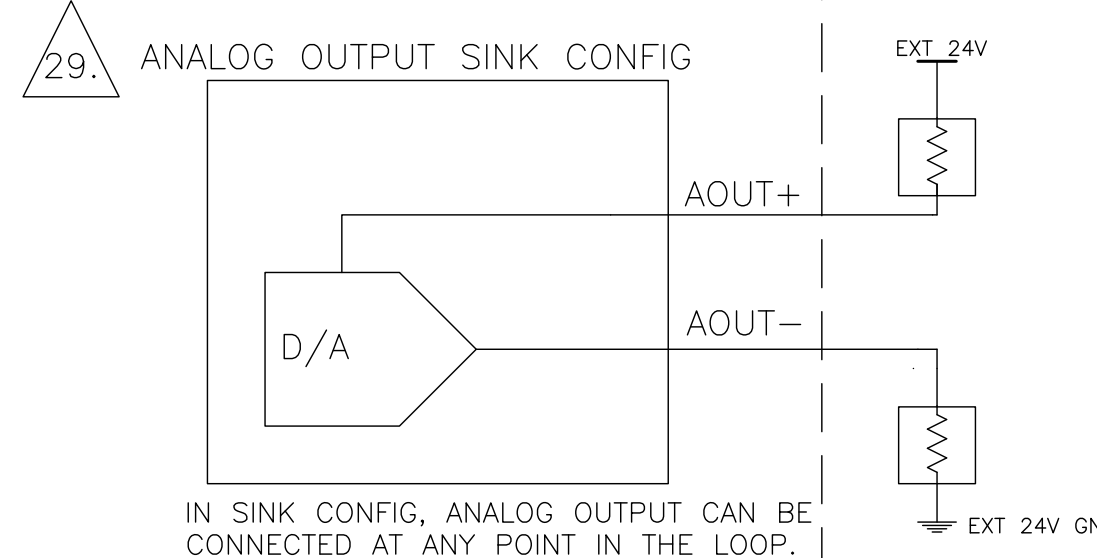 29.
ANALOG OUTPUT SINK CONFIG
EXT 24V
AOUT+
AOUT-
D/A
IN SINK CONFIG, ANALOG OUTPUT CAN BE
CONNECTED AT ANY POINT IN THE LOOP.
EXT 24V